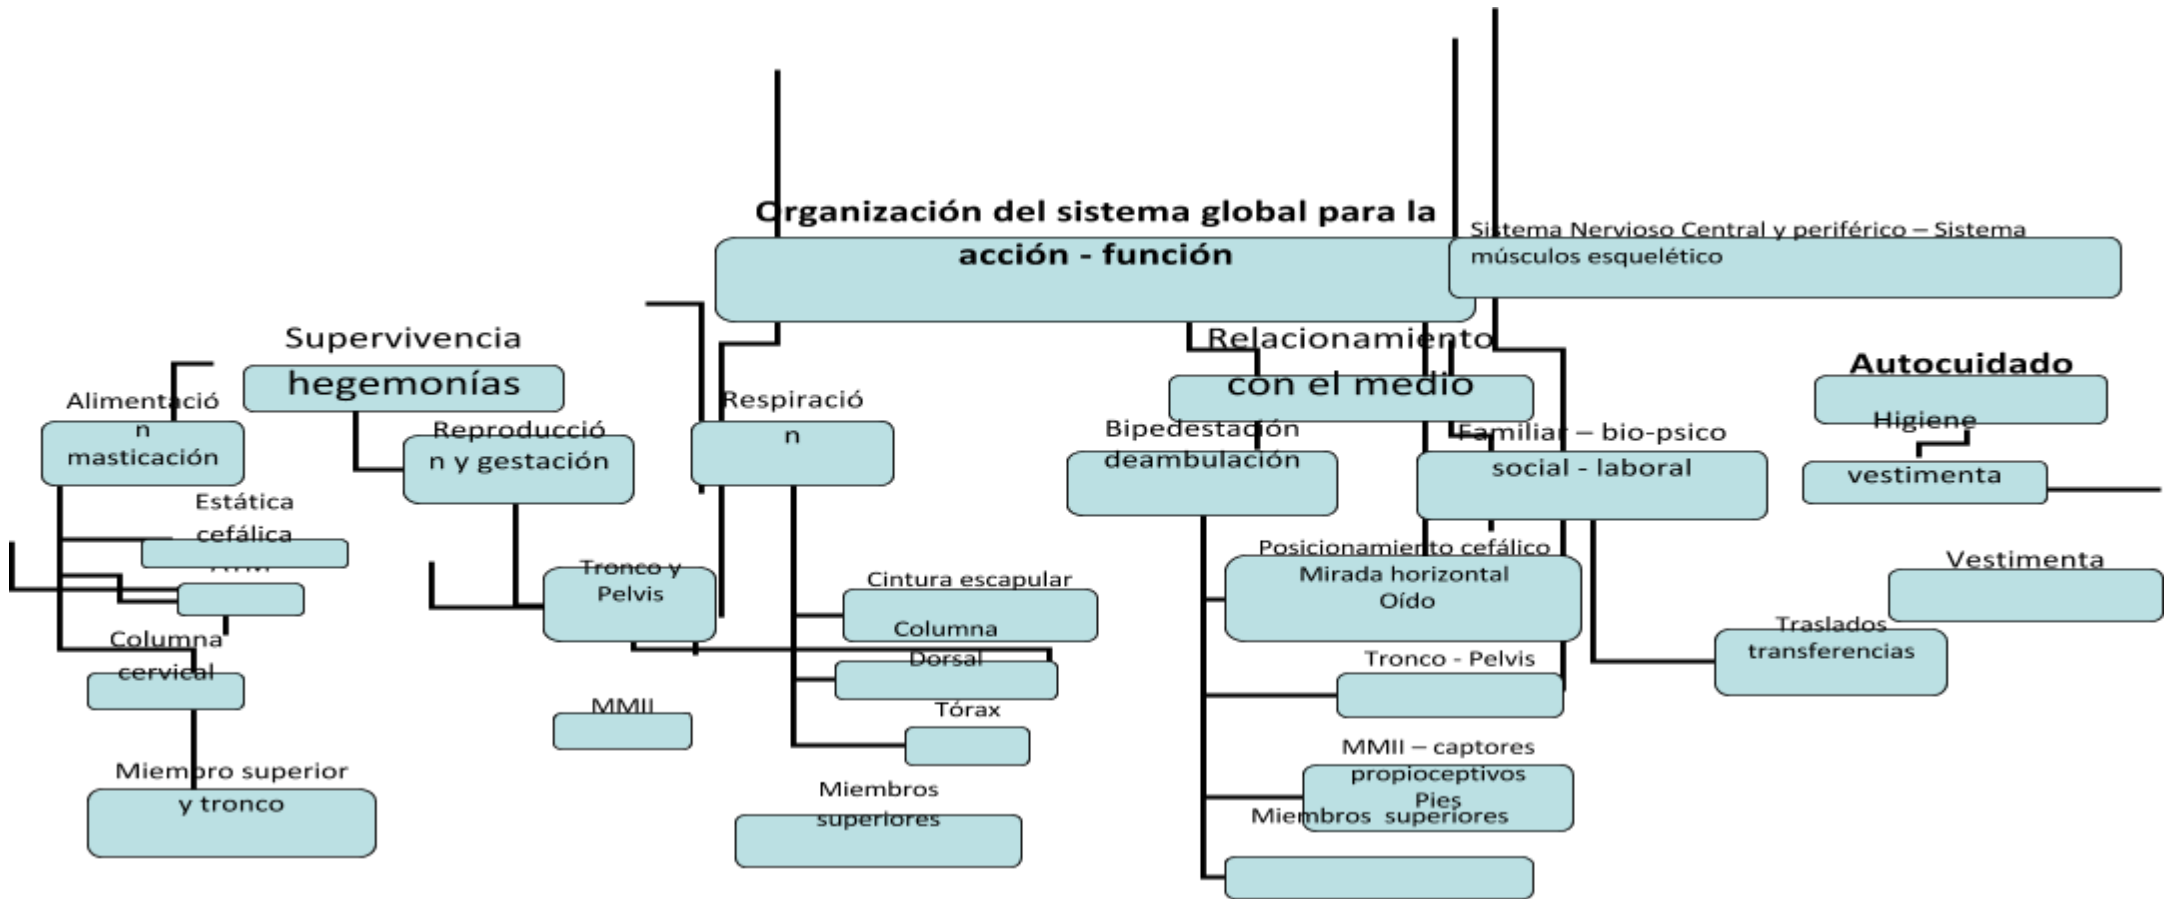 Organización del sistema global para la
acción - función
Sistema Nervioso Central y periférico – Sistema
músculos esquelético
Supervivencia
hegemonías
Relacionamiento
con el medio
Autocuidado
Alimentació
n
masticación
Reproducció
n y gestación
Respiració
n
Bipedestación
deambulación
Familiar – bio-psico
social - laboral
Higiene
vestimenta
Estática
cefálica
Columna
cervical
Miembro superior
y tronco
Tronco y
Pelvis
MMII
Cintura escapular
Columna
Dorsal
Tórax
Miembros
superiores
Posicionamiento cefálico
Mirada horizontal
Oído
Tronco - Pelvis
MMII – captores
propioceptivos
Pies
Miembros superiores
Traslados
transferencias
Vestimenta